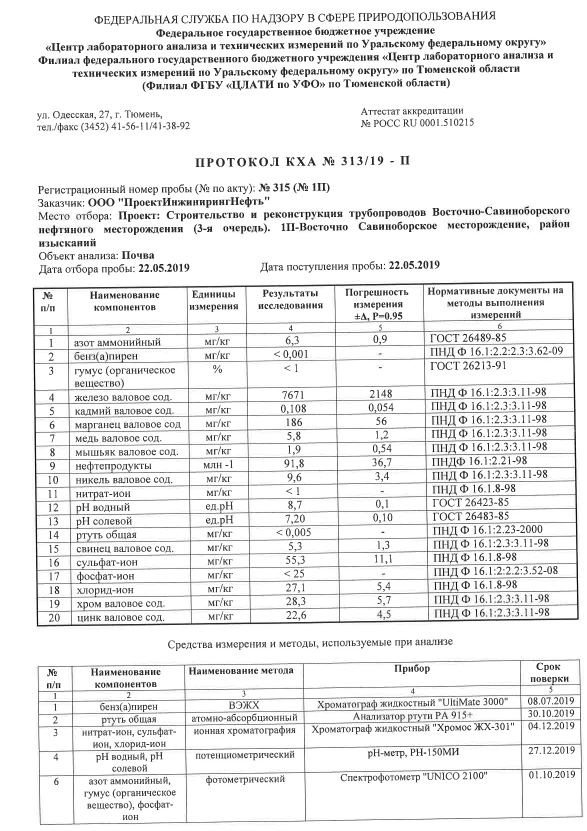 ФЕДЕРАЛЬНАЯ СЛУЖБА ПО НАДЗОРУ В СФЕРЕ ПРИРОДОПОЛЬЗОВАНИЯ
Федеральное государственное бюджетное учреждение
«Центр лабораторного анализа и технических измерений по Уральскому федеральному округу»
Филиал федерального государственного бюджетного учреждения «Центр лабораторного анализа и
технических измерений по Уральскому федеральному округу» по Тюменской области
(Филиал ФГБУ «ЦЛАТИ по УФО» по Тюменской области)
ул. Одесская, 27, г. Тюмень, Аттестат аккредитации
тел./факс (3452) 41-56-11/41-38-92 № РОСС RU 0001.510215
ПРОТОКОЛ КХА № 313/19 - П
Регистрационный номер пробы (№ по акту): № 315 (№ 1П)
Заказчик: ООО "ПроектИнжинирингНефть"
Место отбора: Проект: Строительство и реконструкция трубопроводов Восточно-Савиноборского
нефтяного месторождения (3-я очередь). 1П-Восточно Савиноборское месторождение, район
изысканий
Объект анализа: Почва
Дата отбора пробы: 22.05.2019 Дата поступления пробы: 22.05.2019
№ Наименование Единицы Результаты Погрешность Нормативные документы на
п/п компонентов измерения исследования измерения методы выполнения
±Δ, P=0.95 измерений
1 2 3 4 5 6
1 азот аммонийный мг/кг 6,3 0,9 ГОСТ 26489-85
2 бенз(а)пирен мг/кг < 0,001 - ПНД Ф 16.1:2.2:2.3:3.62-09
3 гумус (органическое % < 1 - ГОСТ 26213-91
вещество)
4 железо валовое сод. мг/кг 7671 2148 ПНД Ф 16.1:2.3:3.11-98
5 кадмий валовое сод. мг/кг 0,108 0,054 ПНД Ф 16.1:2.3:3.11-98
6 марганец валовое сод мг/кг 186 56 ПНД Ф 16.1:2.3:3.11-98
7 медь валовое сод. мг/кг 5,8 1,2 ПНД Ф 16.1:2.3:3.11-98
8 мышьяк валовое сод. мг/кг 1,9 0,54 ПНД Ф 16.1:2.3:3.11-98
9 нефтепродукты млн -1 91,8 36,7 ПНДФ 16.1:2.21-98
10 никель валовое сод. мг/кг 9,6 3,4 ПНД Ф 16.1:2.3:3.11-98
11 нитрат-ион мг/кг < 1 - ПНД Ф 16.1.8-98
12 рН водный ед.рН 8,7 0,1 ГОСТ 26423-85
13 рН солевой ед.рН 7,20 0,10 ГОСТ 26483-85
14 ртуть общая мг/кг < 0,005 - ПНД Ф 16.1:2.23-2000
15 свинец валовое сод. мг/кг 5,3 1,3 ПНД Ф 16.1:2.3:3.11-98
16 сульфат-ион мг/кг 55,3 11,1 ПНД Ф 16.1.8-98
17 фосфат-ион мг/кг < 25 - ПНД Ф 16.1:2:2.2:3.52-08
18 хлорид-ион мг/кг 27,1 5,4 ПНД Ф 16.1.8-98
19 хром валовое сод. мг/кг 28,3 5,7 ПНД Ф 16.1:2.3:3.11-98
20 цинк валовое сод. мг/кг 22,6 4,5 ПНД Ф 16.1:2.3:3.11-98
Средства измерения и методы, используемые при анализе
№ Наименование Наименование метода Прибор Срок
п/п компонентов поверки
1 2 3 4 5
1 бенз(а)пирен ВЭЖХ Хроматограф жидкостный "UltiMate 3000" 08.07.2019
2 ртуть общая атомно-абсорбционный Анализатор ртути РА 915+ 30.10.2019
3 нитрат-ион, сульфат- ионная хроматография Хроматограф жидкостный "Хромос ЖХ-301" 04.12.2019
ион, хлорид-ион
4 рН водный, рН потенциометрический рН-метр, РН-150МИ 27.12.2019
солевой
6 азот аммонийный, фотометрический Спектрофотометр "UNICO 2100" 01.10.2019
гумус (органическое
вещество), фосфат-
ион